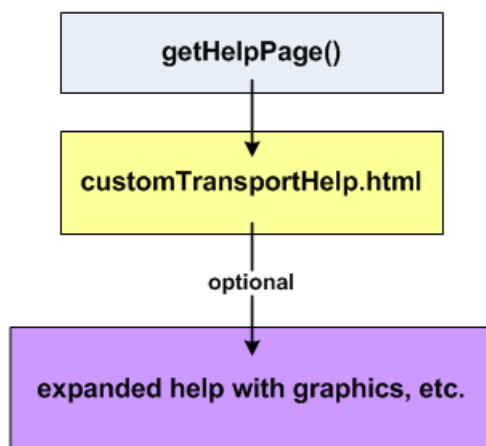 getHelpPage()
customTransportHelp.html
optional
expanded help with graphics, etc.